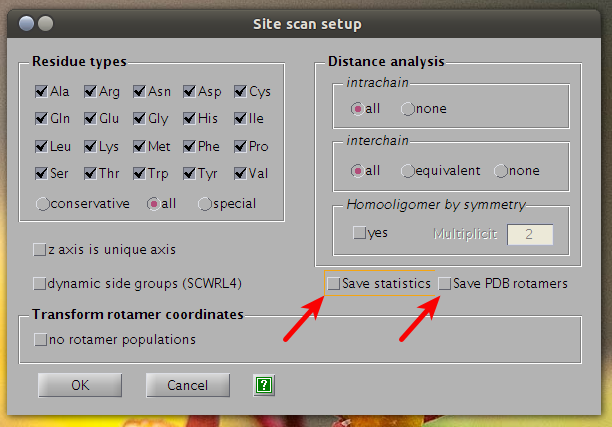 Site scan setup
Residue types
Ala Arg Asn Asp Cys
Gln Glu Gly His Ile
Leu Lys Met Phe Pro
Ser Thr Trp Tyr Val
conservative all special
z axis is unique axis
dynamic side groups (SCWRL4)
Distance analysis
intrachain
all none
interchain
all equivalent none
Homooligomer by symmetry
yes Multiplicit 2
Save statistics Save PDB rotamers
Transform rotamer coordinates
no rotamer populations
OK Cancel ?